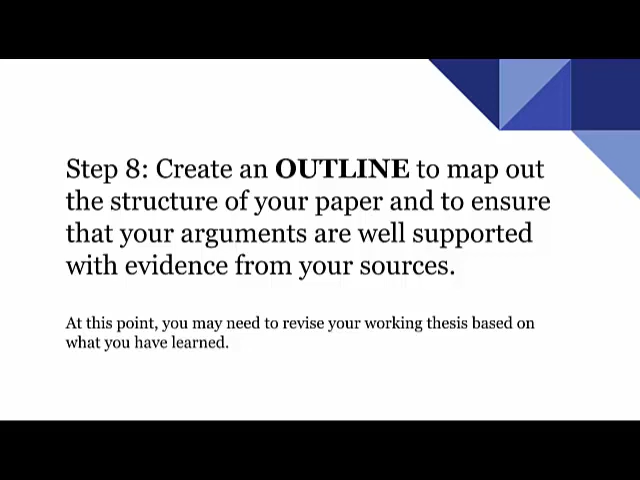 Step 8: Create an OUTLINE to map out
the structure of your paper and to ensure
that your arguments are well supported
with evidence from your sources.
At this point, you may need to revise your working thesis based on
what you have learned.